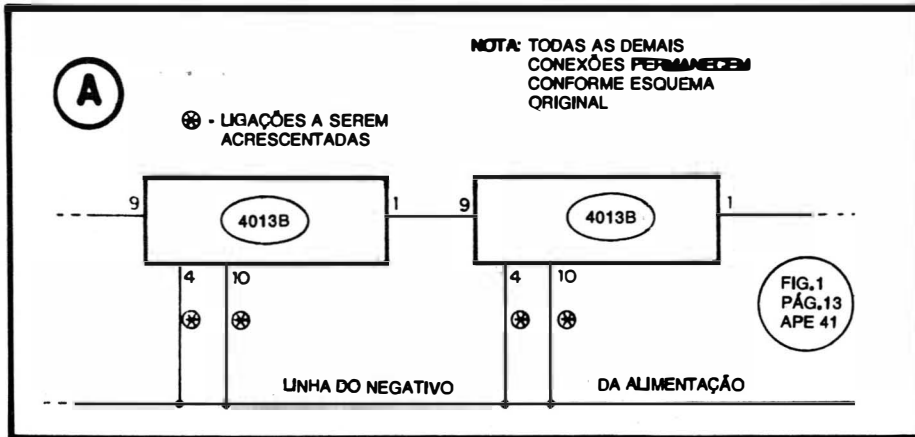 A
NOTA: TODAS AS DEMAIS
CONEXÕES PERMANECEM
CONFORME ESQUEMA
QRIGINAL
⊛ - LIGAÇÕES A SEREM
ACRESCENTADAS
9
4013B
1
9
4013B
1
4
10
4
10
⊛
⊛
⊛
⊛
FIG.1
PÁG.13
APE 41
LINHA DO NEGATIVO
DA ALIMENTAÇÃO